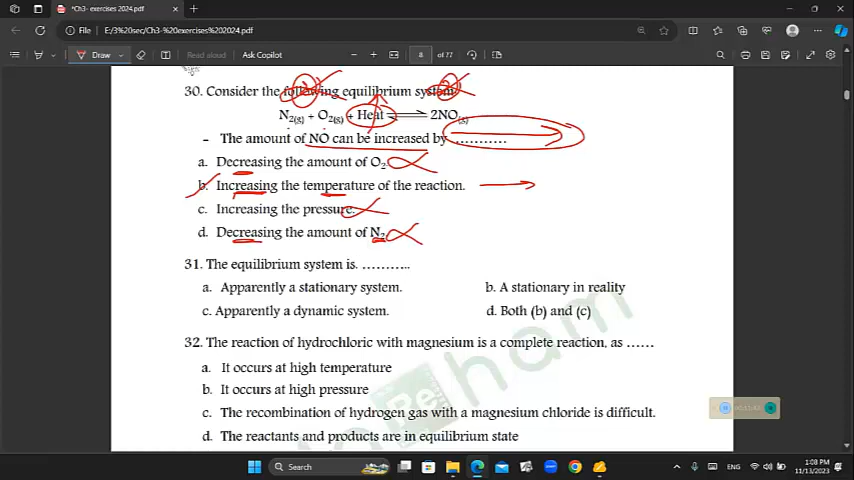 *Ch3- exercises 2024.pdf
File E:/3 %20sec/Ch3-%20exercises%202024.pdf
Draw Read aloud Ask Copilot 8 of 77
30. Consider the following equilibrium system:
N2(g) + O2(g) + Heat ⇌ 2NO(g)
- The amount of NO can be increased by ...........
a. Decreasing the amount of O2.
b. Increasing the temperature of the reaction.
c. Increasing the pressure.
d. Decreasing the amount of N2
31. The equilibrium system is. ...........
a. Apparently a stationary system. b. A stationary in reality
c. Apparently a dynamic system. d. Both (b) and (c)
32. The reaction of hydrochloric with magnesium is a complete reaction, as ......
a. It occurs at high temperature
b. It occurs at high pressure
c. The recombination of hydrogen gas with a magnesium chloride is difficult.
d. The reactants and products are in equilibrium state
Re
ham
Search
ENG
1:08 PM
11/13/2023